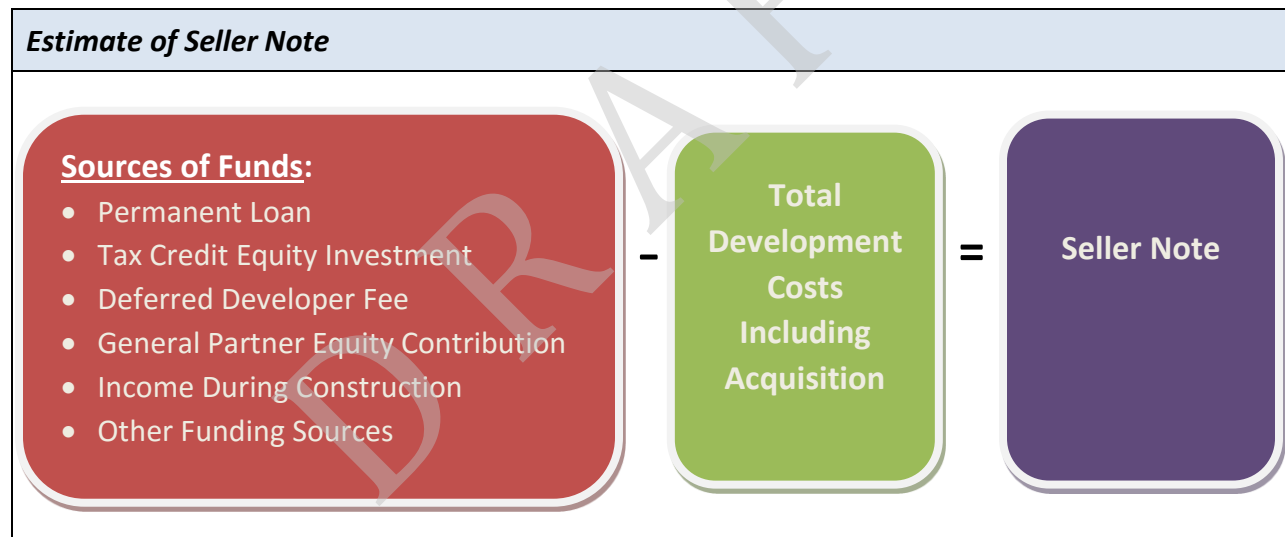 Estimate of Seller Note
Sources of Funds:
• Permanent Loan
• Tax Credit Equity Investment
• Deferred Developer Fee
• General Partner Equity Contribution
• Income During Construction
• Other Funding Sources
-
Total
Development
Costs
Including
Acquisition
=
Seller Note
D R A F